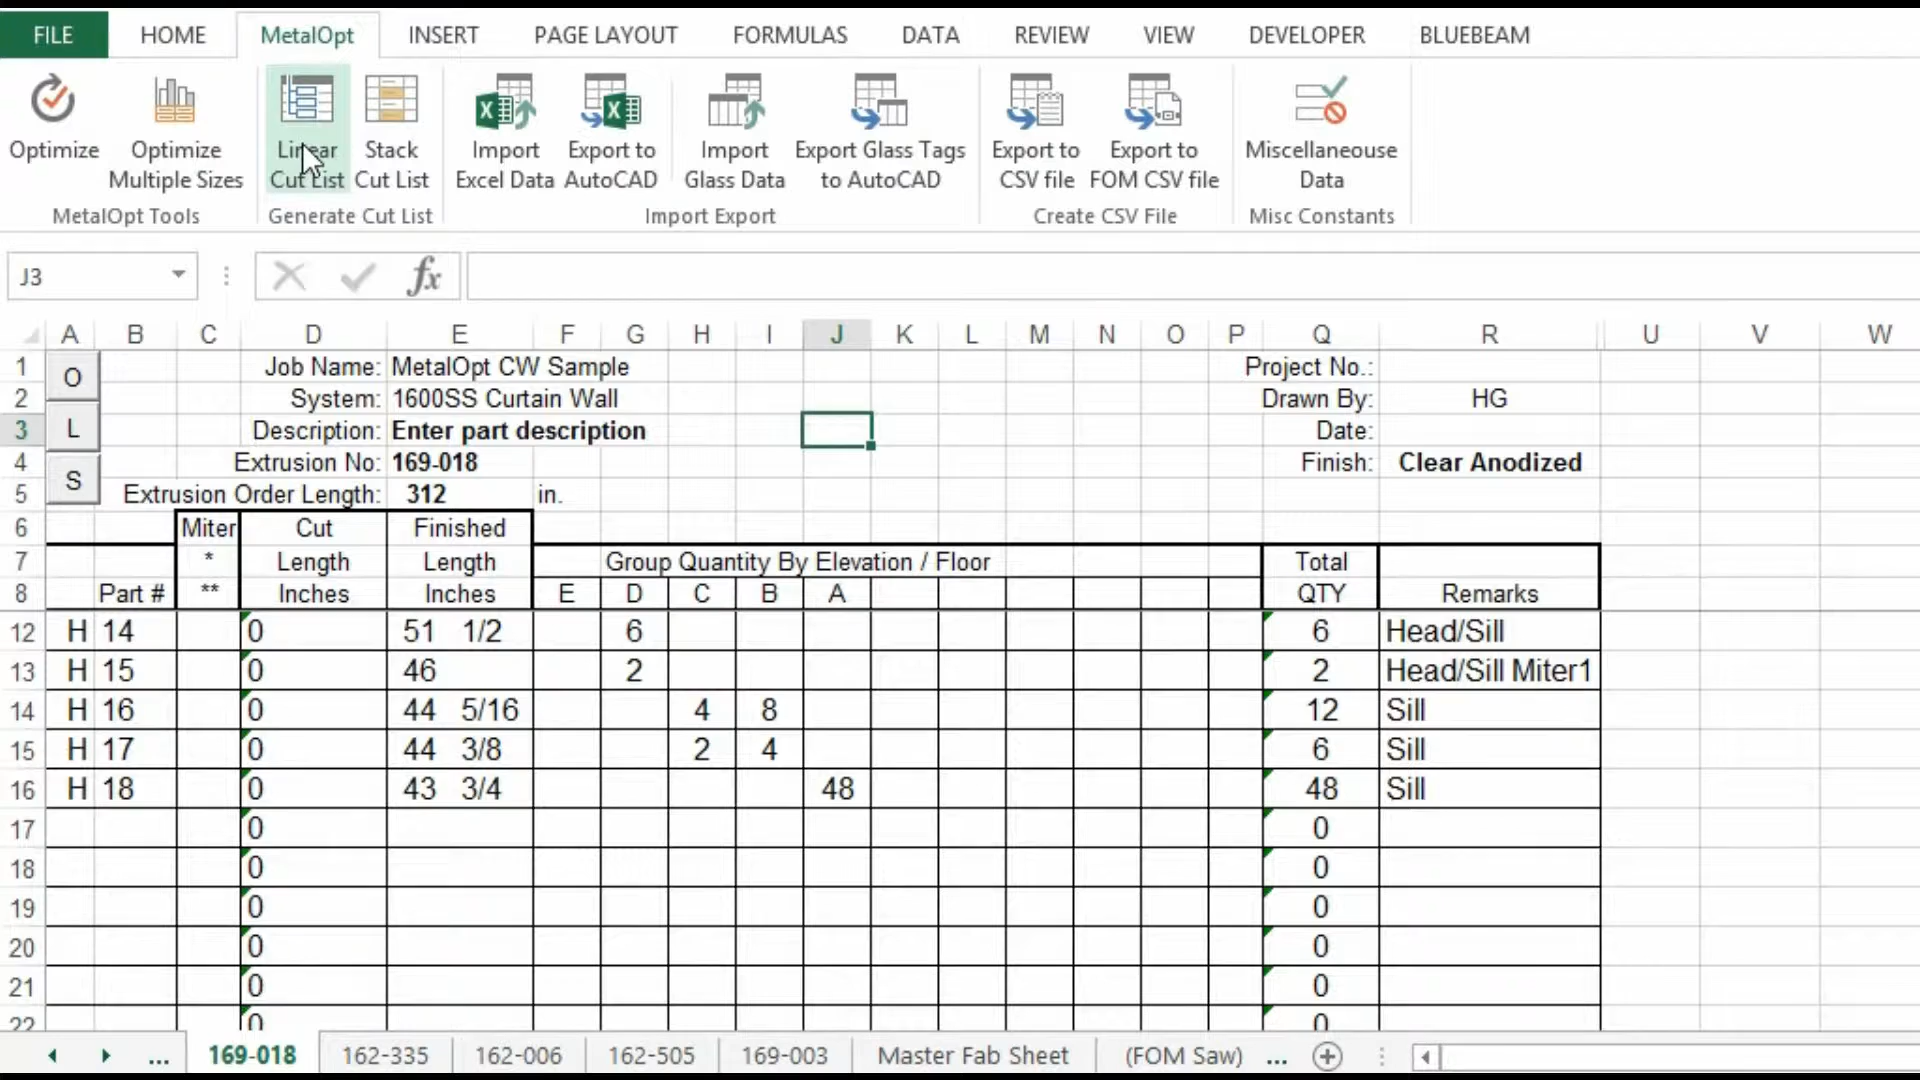 FILE HOME MetalOpt INSERT PAGE LAYOUT FORMULAS DATA REVIEW VIEW DEVELOPER BLUEBEAM
Optimize Optimize Linear Stack Import Export to Import Export Glass Tags Export to Export to Miscellaneouse
Multiple Sizes Cut List Cut List Excel Data AutoCAD Glass Data to AutoCAD CSV file FOM CSV file Data
MetalOpt Tools Generate Cut List Import Export Create CSV File Misc Constants
J3 fx
A B C D E F G H I J K L M N O P Q R U V W
1 O Job Name: MetalOpt CW Sample Project No.:
2 System: 1600SS Curtain Wall Drawn By: HG
3 L Description: Enter part description Date:
4 Extrusion No: 169-018 Finish: Clear Anodized
5 S Extrusion Order Length: 312 in.
6 Miter Cut Finished
7 * Length Length Group Quantity By Elevation / Floor Total
8 Part # ** Inches Inches E D C B A QTY Remarks
12 H 14 0 51 1/2 6 6 Head/Sill
13 H 15 0 46 2 2 Head/Sill Miter1
14 H 16 0 44 5/16 4 8 12 Sill
15 H 17 0 44 3/8 2 4 6 Sill
16 H 18 0 43 3/4 48 48 Sill
17 0 0
18 0 0
19 0 0
20 0 0
21 0 0
22 0 0
... 169-018 162-335 162-006 162-505 169-003 Master Fab Sheet (FOM Saw) ...